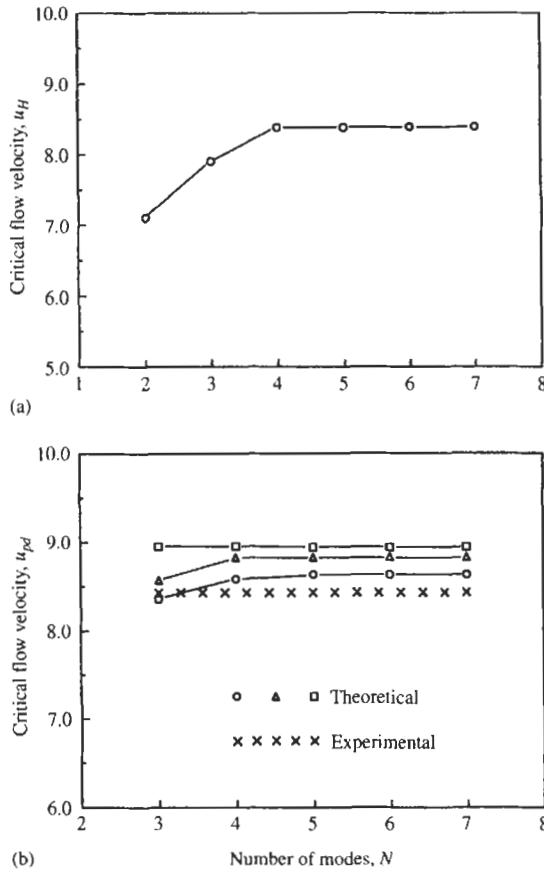 10.0
9.0
8.0
7.0
6.0
5.0
Critical flow velocity, u_H
1 2 3 4 5 6 7 8
(a)
10.0
9.0
8.0
7.0
6.0
Critical flow velocity, u_pd
Theoretical
Experimental
2 3 4 5 6 7 8
(b) Number of modes, N